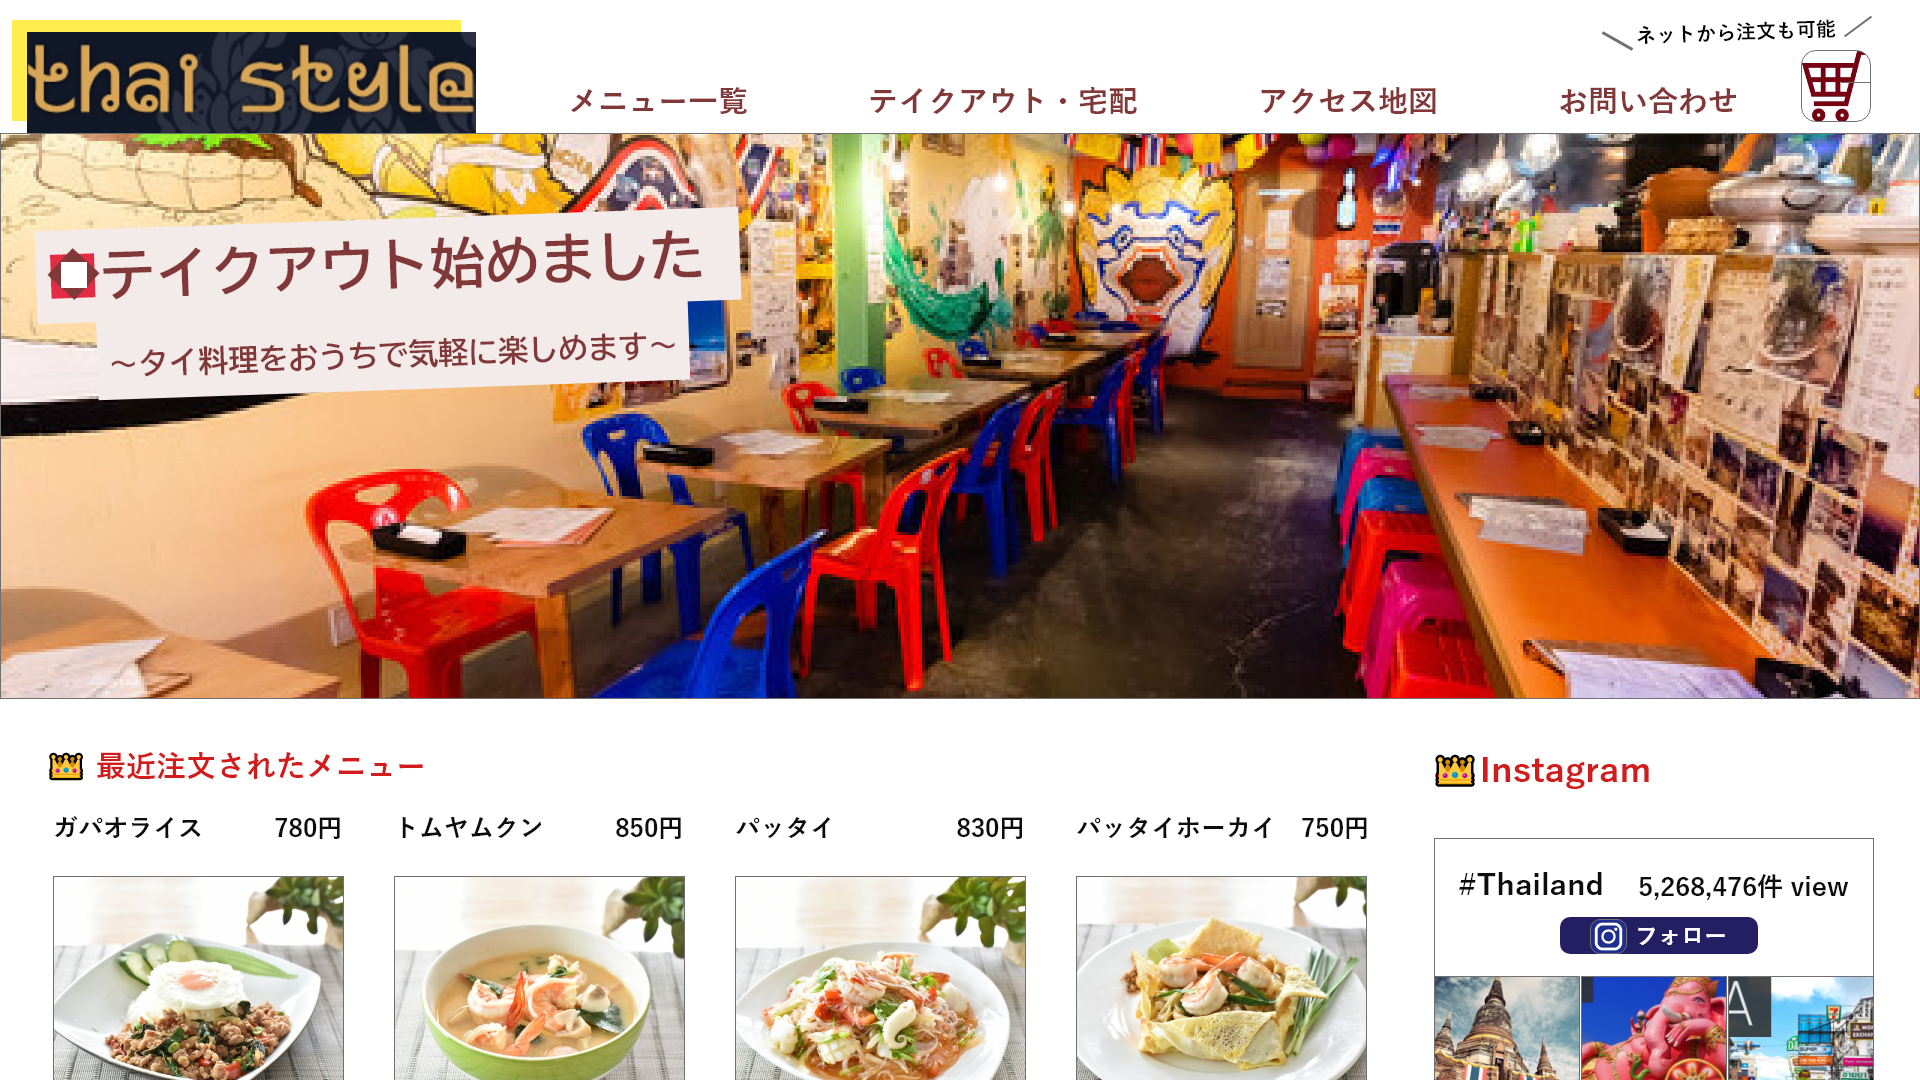 thai style
ネットから注文も可能
メニュー一覧
テイクアウト・宅配
アクセス地図
お問い合わせ
テイクアウト始めました
～タイ料理をおうちで気軽に楽しめます～
最近注文されたメニュー
Instagram
ガパオライス 780円
トムヤムクン 850円
パッタイ 830円
パッタイホーカイ 750円
#Thailand 5,268,476件 view
フォロー
A